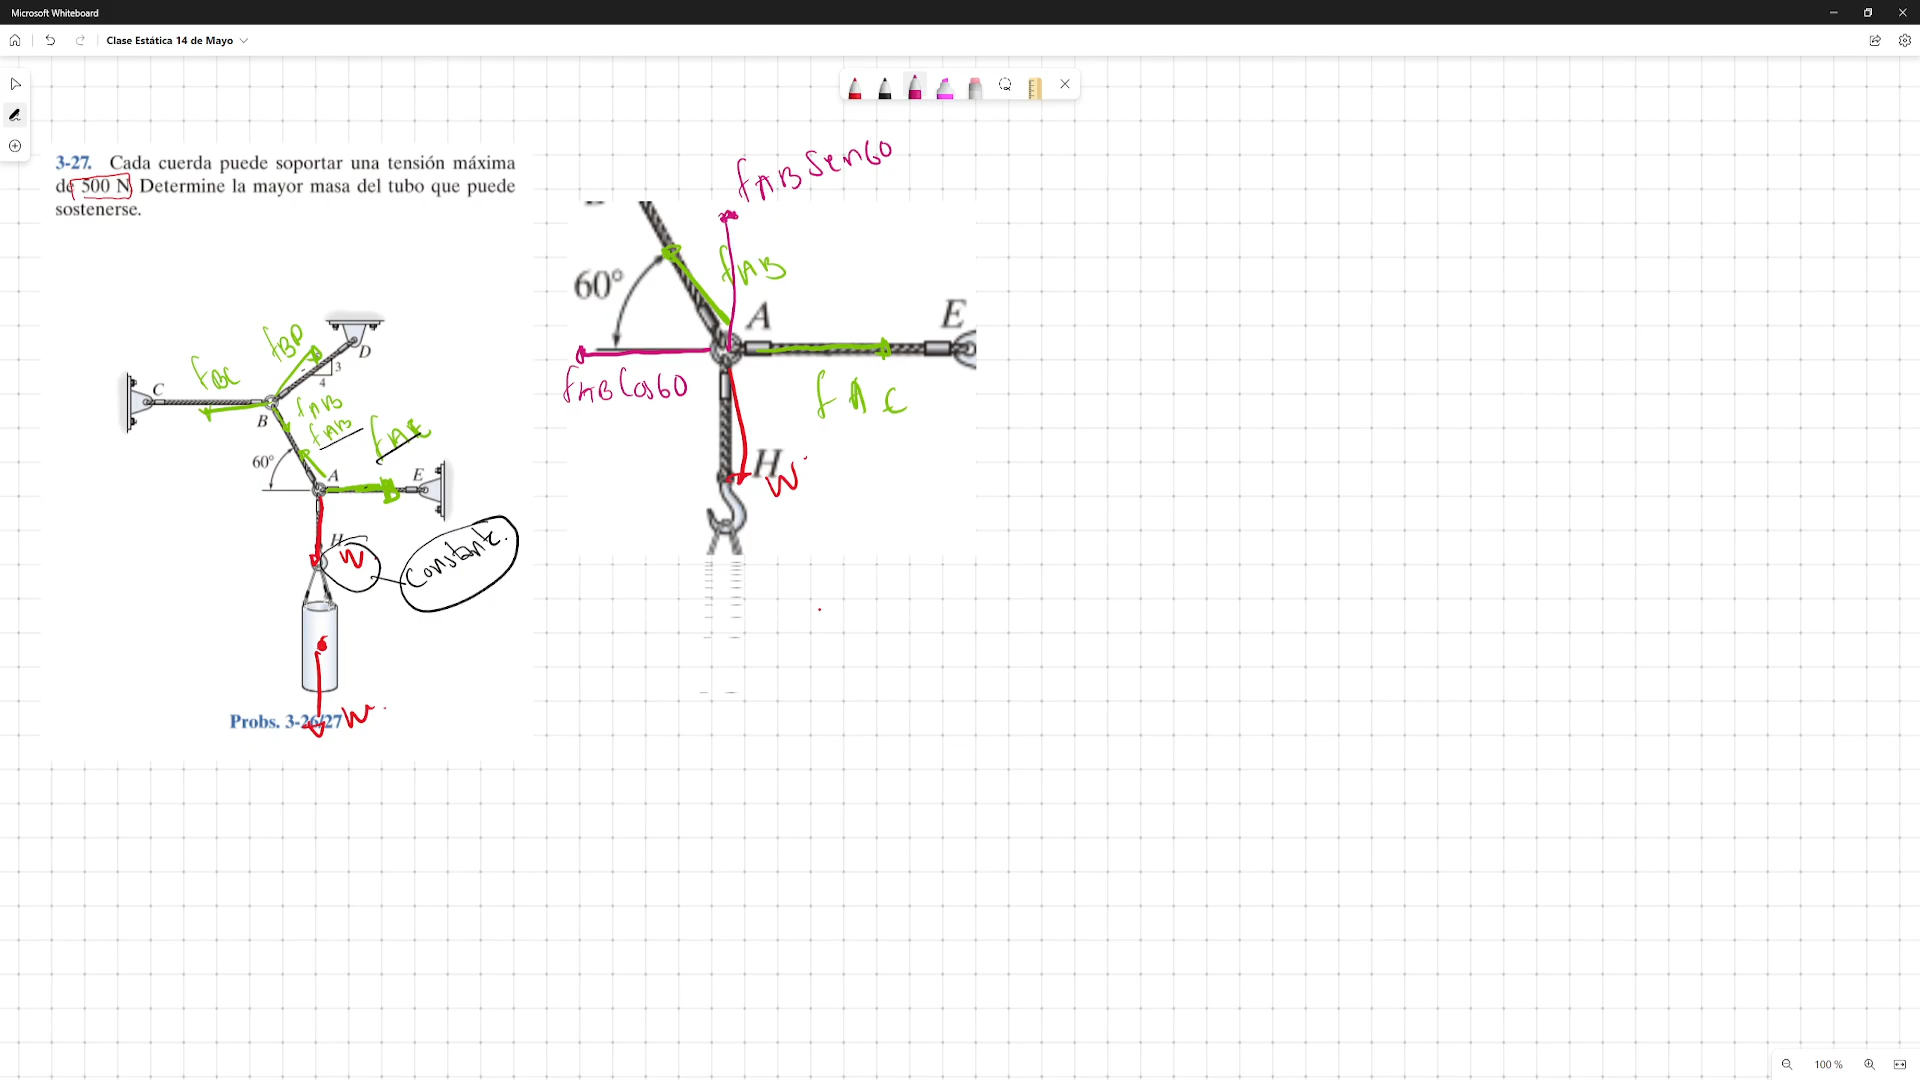 Microsoft Whiteboard
Clase Estática 14 de Mayo
3-27. Cada cuerda puede soportar una tensión máxima
de 500 N. Determine la mayor masa del tubo que puede
sostenerse.
fAB Sen60
fAB
60°
A
E
fAB Cos60
fAC
H
W
fBD
D
3
4
fBC
C
B
fAB
fAB
fAE
60°
A
E
H
W
Constante.
W
Probs. 3-26/27
100 %